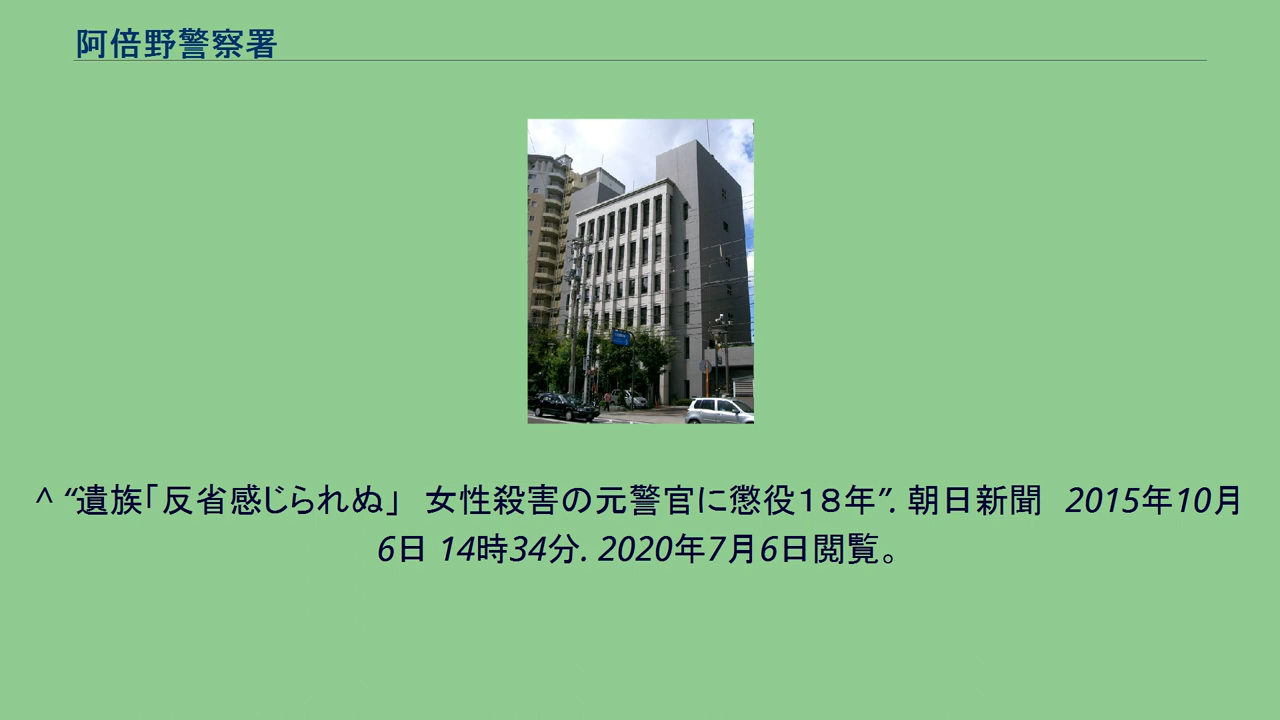 阿倍野警察署
^ “遺族「反省感じられぬ」　女性殺害の元警官に懲役１８年”. 朝日新聞　2015年10月
6日 14時34分. 2020年7月6日閲覧。